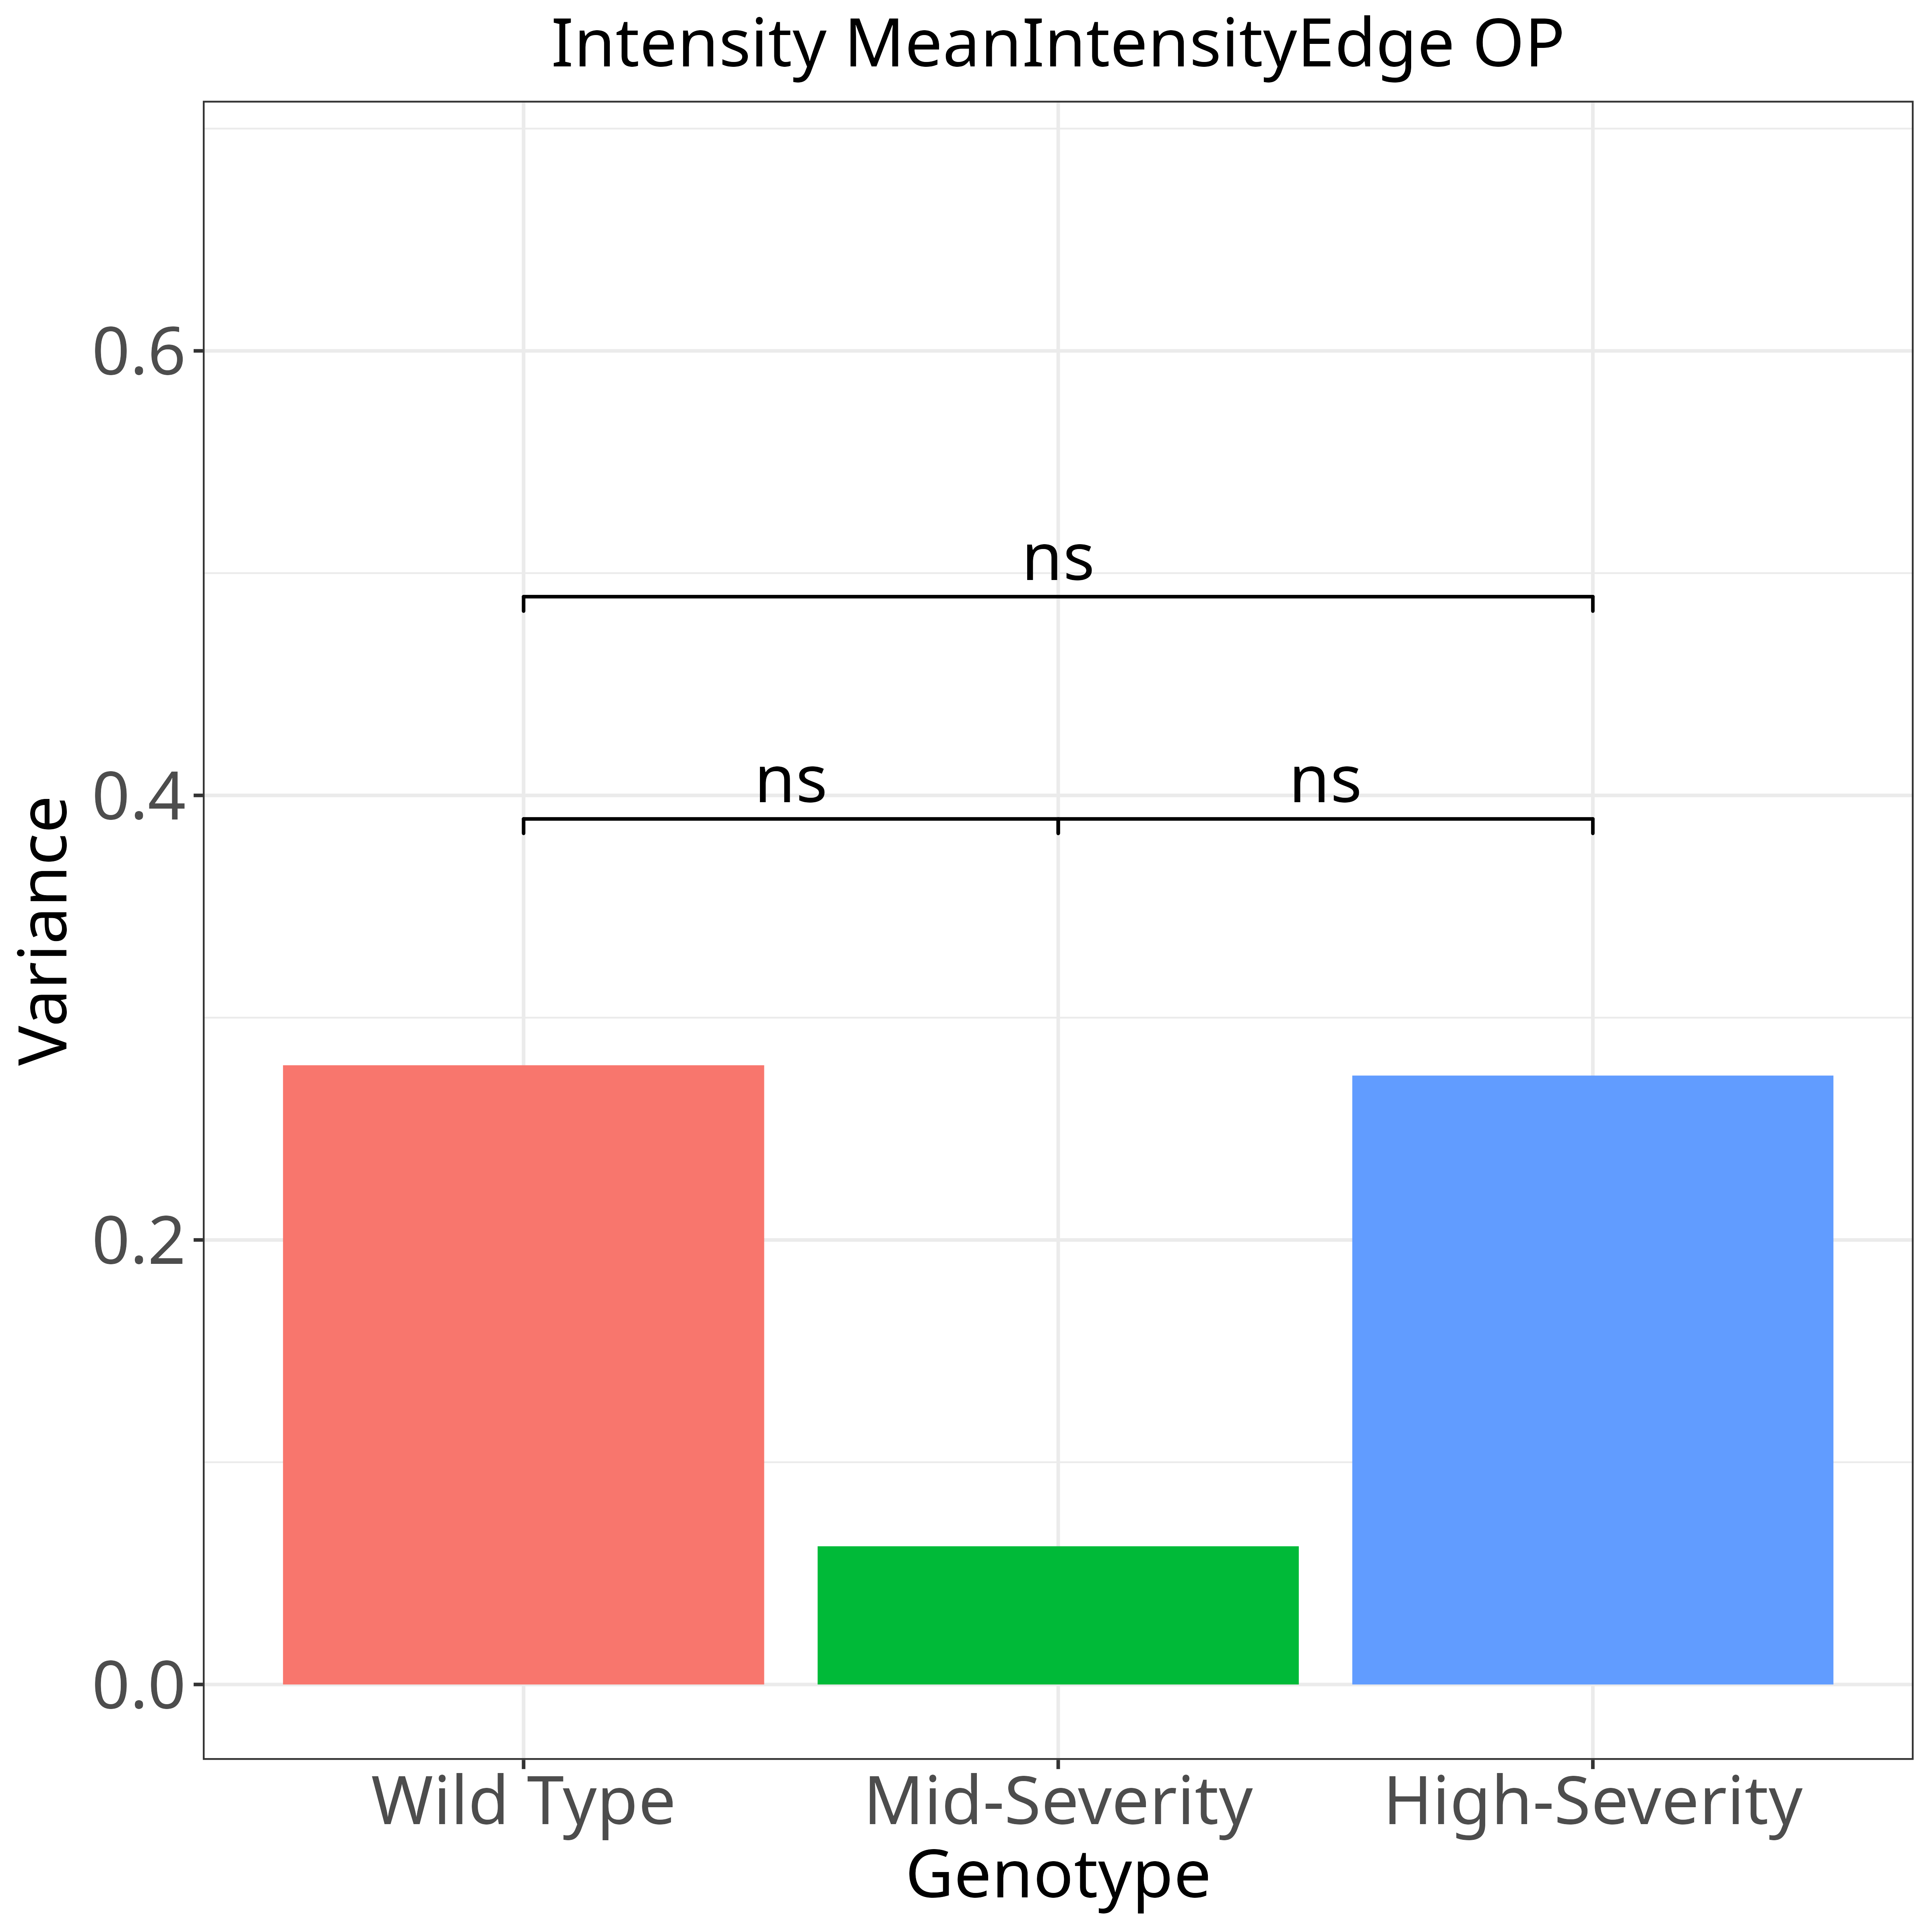 Intensity MeanIntensityEdge OP
0.6
ns
0.4
ns ns
Variance
0.2
0.0
Wild Type Mid-Severity High-Severity
Genotype